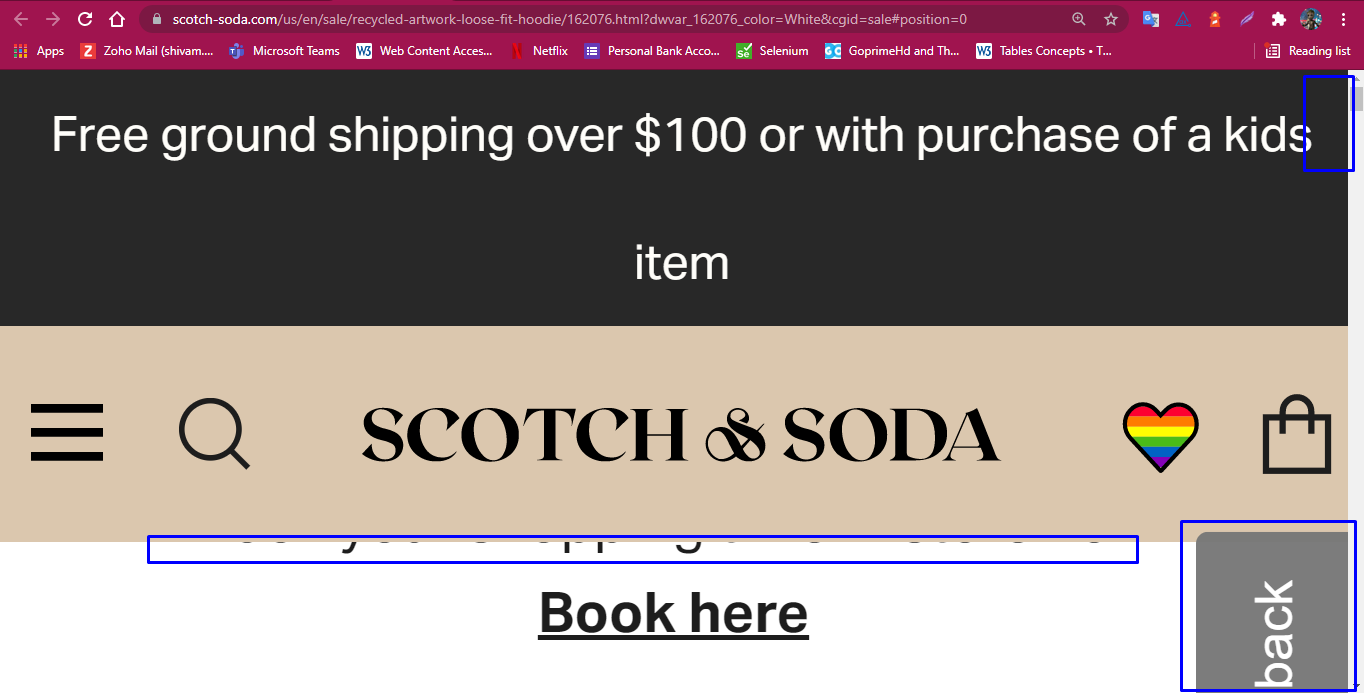 scotch-soda.com/us/en/sale/recycled-artwork-loose-fit-hoodie/162076.html?dwvar_162076_color=White&cgid=sale#position=0
Apps Zoho Mail (shivam.... Microsoft Teams Web Content Acces... Netflix Personal Bank Acco... Selenium GoprimeHd and Th... Tables Concepts • T... Reading list
Free ground shipping over $100 or with purchase of a kids
item
SCOTCH & SODA
Book here
back